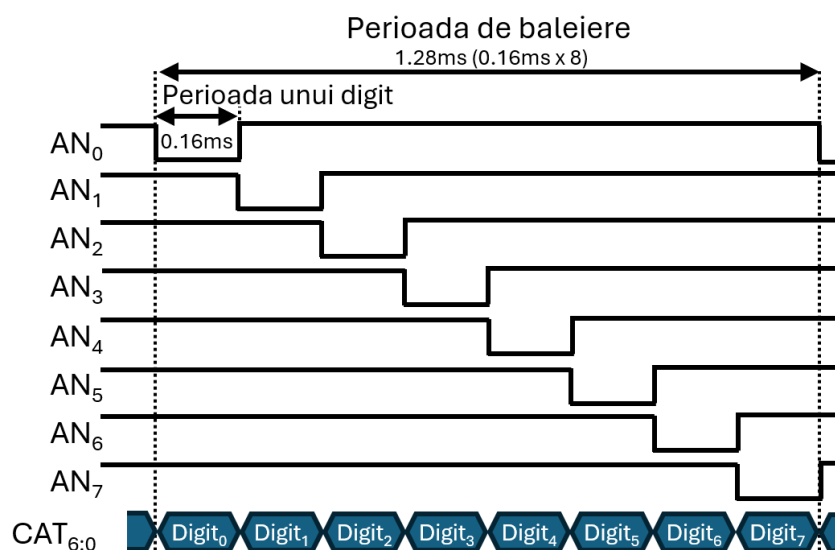 Perioada de baleiere
1.28ms (0.16ms x 8)
Perioada unui digit
0.16ms
AN0
AN1
AN2
AN3
AN4
AN5
AN6
AN7
CAT6:0 Digit0 Digit1 Digit2 Digit3 Digit4 Digit5 Digit6 Digit7